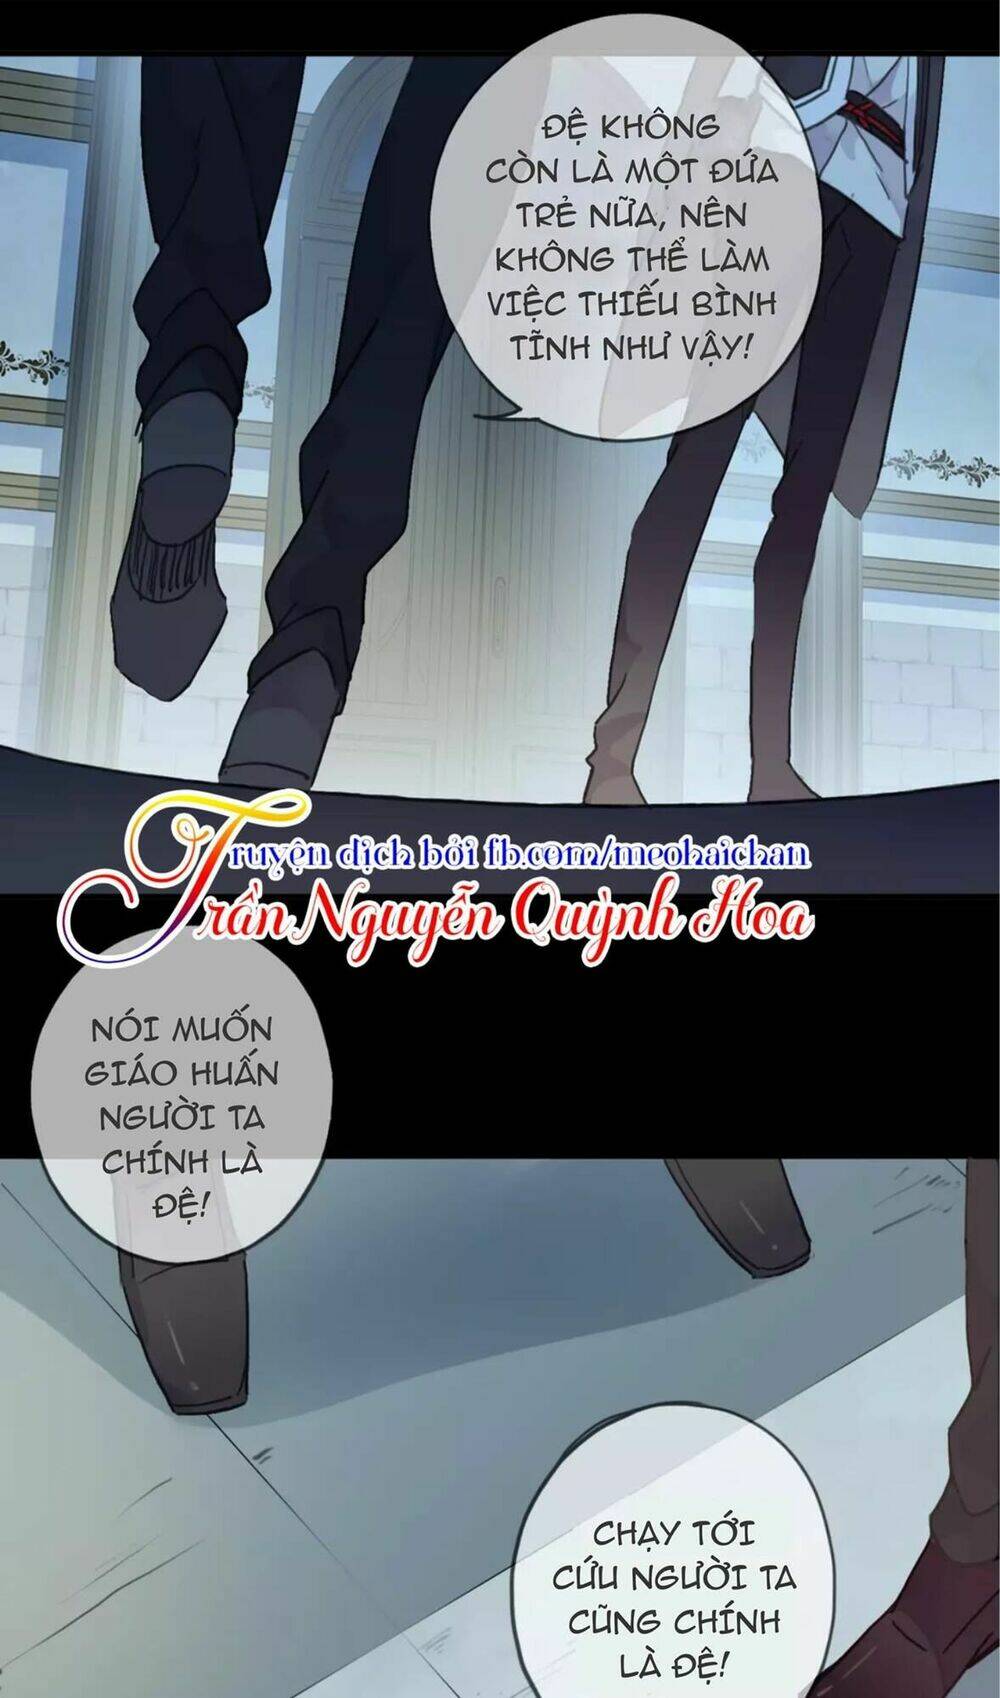 ĐỆ KHÔNG
CÒN LÀ MỘT ĐỨA
TRẺ NỮA, NÊN
KHÔNG THỂ LÀM
VIỆC THIẾU BÌNH
TĨNH NHƯ VẬY!
Truyện dịch bởi fb.com/meohaichan
Trần Nguyễn Quỳnh Hoa
NÓI MUỐN
GIÁO HUẤN
NGƯỜI TA
CHÍNH LÀ
ĐỆ!
CHẠY TỚI
CỨU NGƯỜI TA
CŨNG CHÍNH
LÀ ĐỆ!